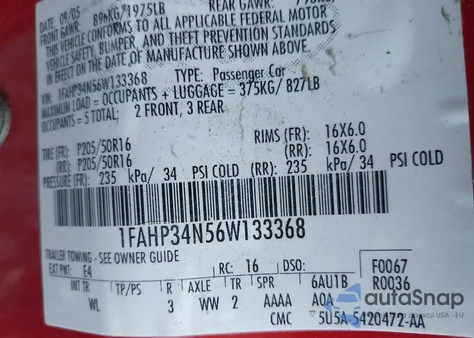 09/05
FRONT GAWR: 896KG/1975LB
REAR GAWR:
THIS VEHICLE CONFORMS TO ALL APPLICABLE FEDERAL MOTOR
VEHICLE SAFETY, BUMPER, AND THEFT PREVENTION STANDARDS
IN EFFECT ON THE DATE OF MANUFACTURE SHOWN ABOVE.
VIN: 1FAHP34N56W133368
TYPE: Passenger Car
MAXIMUM LOAD = OCCUPANTS + LUGGAGE = 375KG/ 827LB
OCCUPANTS = 5 TOTAL; 2 FRONT, 3 REAR
TIRE (FR): P205/50R16 RIMS (FR): 16X6.0
(RR): P205/50R16 (RR): 16X6.0
PRESSURE (FR): 235 kPa/ 34 PSI COLD (RR): 235 kPa/ 34 PSI COLD
1FAHP34N56W133368
TRAILER TOWING - SEE OWNER GUIDE
EXT PNT: E4 RC: 16 DSO: F0067
INT TR TP/PS R AXLE TR SPR 6AU1B R0036
WL 3 WW 2 AAAA AOA
CMC 5U5A-5420472-AA
autoSnap